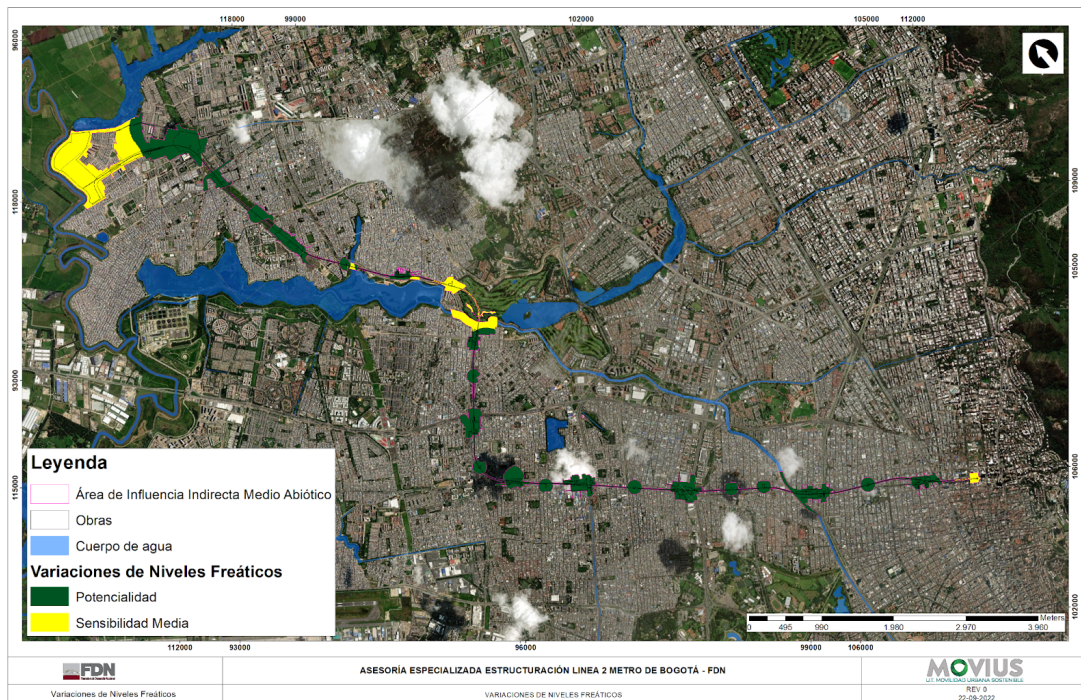 118000 99000 102000 105000 112000
96000
118000
93000
115000
109000
105000
106000
102000
Leyenda
Área de Influencia Indirecta Medio Abiótico
Obras
Cuerpo de agua
Variaciones de Niveles Freáticos
Potencialidad
Sensibilidad Media
Meters
0 495 990 1.980 2.970 3.960
112000 93000 96000 99000 106000
FDN
Variaciones de Niveles Freáticos
ASESORÍA ESPECIALIZADA ESTRUCTURACIÓN LINEA 2 METRO DE BOGOTÁ - FDN
VARIACIONES DE NIVELES FREÁTICOS
MOVIUS
U.T. MOVILIDAD URBANA SOSTENIBLE
REV 0
22-09-2022